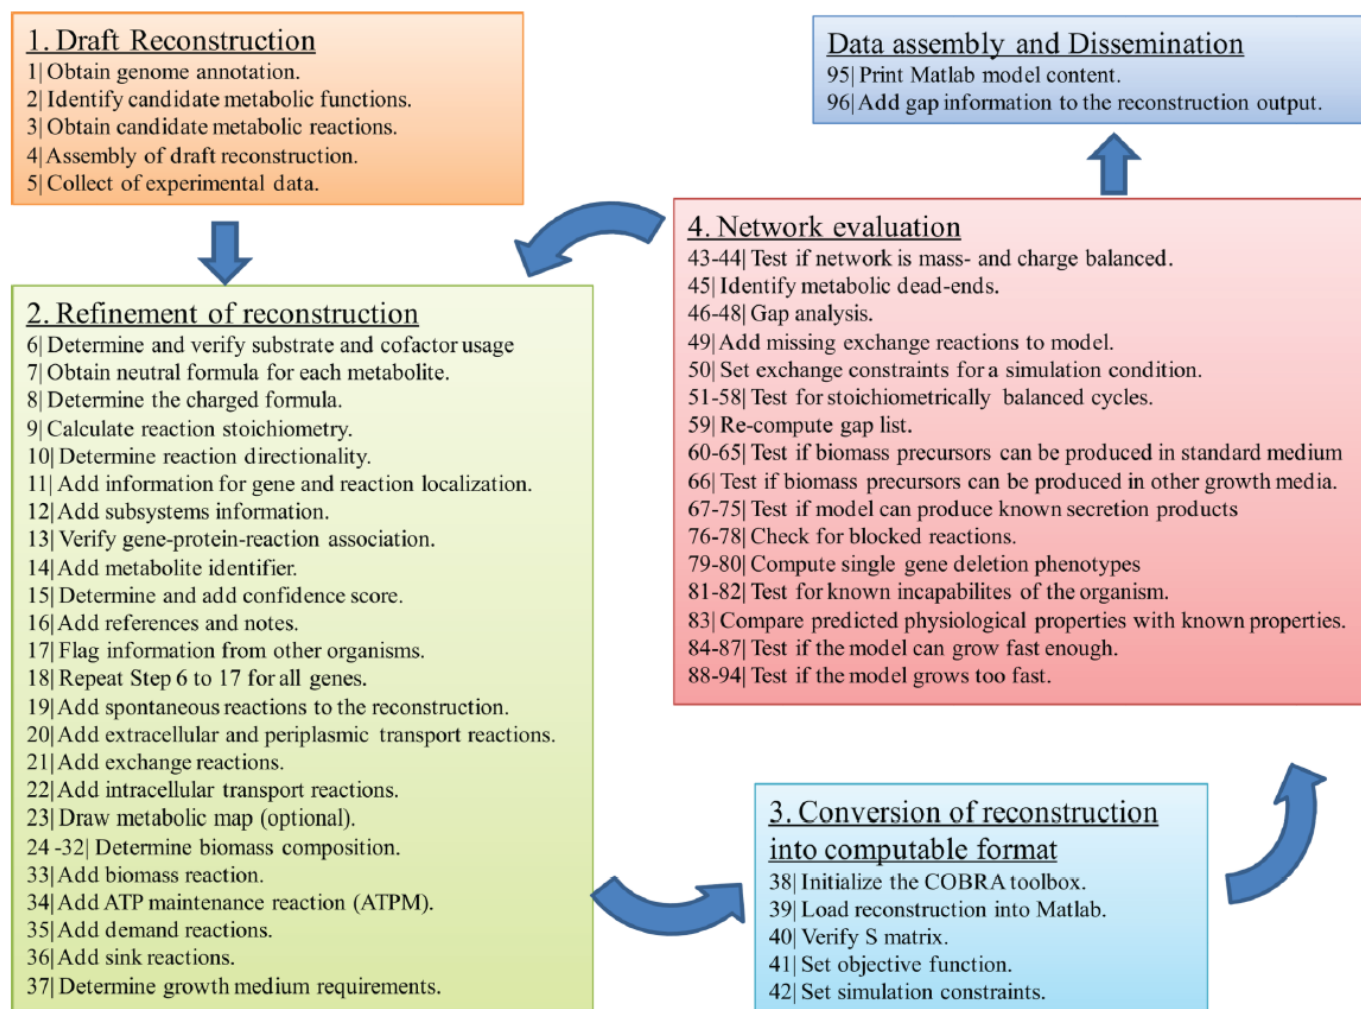 1. Draft Reconstruction
1| Obtain genome annotation.
2| Identify candidate metabolic functions.
3| Obtain candidate metabolic reactions.
4| Assembly of draft reconstruction.
5| Collect of experimental data.
2. Refinement of reconstruction
6| Determine and verify substrate and cofactor usage
7| Obtain neutral formula for each metabolite.
8| Determine the charged formula.
9| Calculate reaction stoichiometry.
10| Determine reaction directionality.
11| Add information for gene and reaction localization.
12| Add subsystems information.
13| Verify gene-protein-reaction association.
14| Add metabolite identifier.
15| Determine and add confidence score.
16| Add references and notes.
17| Flag information from other organisms.
18| Repeat Step 6 to 17 for all genes.
19| Add spontaneous reactions to the reconstruction.
20| Add extracellular and periplasmic transport reactions.
21| Add exchange reactions.
22| Add intracellular transport reactions.
23| Draw metabolic map (optional).
24 -32| Determine biomass composition.
33| Add biomass reaction.
34| Add ATP maintenance reaction (ATPM).
35| Add demand reactions.
36| Add sink reactions.
37| Determine growth medium requirements.
3. Conversion of reconstruction
into computable format
38| Initialize the COBRA toolbox.
39| Load reconstruction into Matlab.
40| Verify S matrix.
41| Set objective function.
42| Set simulation constraints.
4. Network evaluation
43-44| Test if network is mass- and charge balanced.
45| Identify metabolic dead-ends.
46-48| Gap analysis.
49| Add missing exchange reactions to model.
50| Set exchange constraints for a simulation condition.
51-58| Test for stoichiometrically balanced cycles.
59| Re-compute gap list.
60-65| Test if biomass precursors can be produced in standard medium
66| Test if biomass precursors can be produced in other growth media.
67-75| Test if model can produce known secretion products
76-78| Check for blocked reactions.
79-80| Compute single gene deletion phenotypes
81-82| Test for known incapabilites of the organism.
83| Compare predicted physiological properties with known properties.
84-87| Test if the model can grow fast enough.
88-94| Test if the model grows too fast.
Data assembly and Dissemination
95| Print Matlab model content.
96| Add gap information to the reconstruction output.